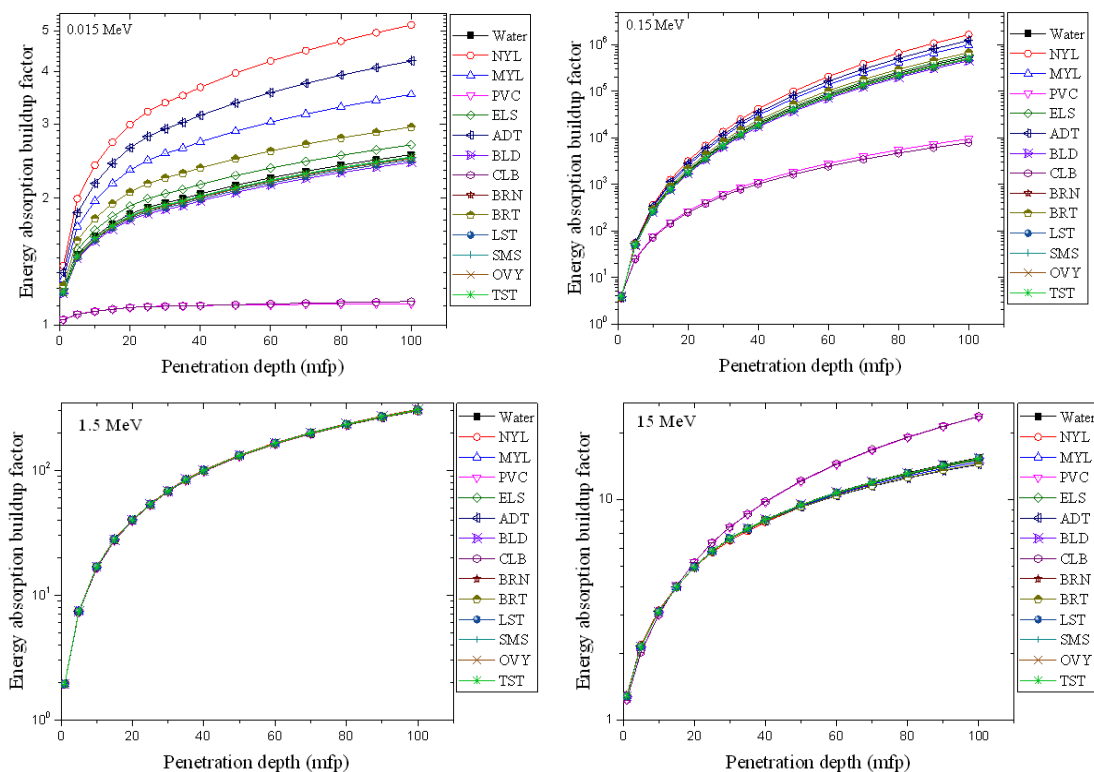 0.015 MeV
Energy absorption buildup factor
5
4
3
2
1
0 20 40 60 80 100
Penetration depth (mfp)
Water
NYL
MYL
PVC
ELS
ADT
BLD
CLB
BRN
BRT
LST
SMS
OVY
TST
0.15 MeV
Energy absorption buildup factor
10^6
10^5
10^4
10^3
10^2
10^1
10^0
0 20 40 60 80 100
Penetration depth (mfp)
Water
NYL
MYL
PVC
ELS
ADT
BLD
CLB
BRN
BRT
LST
SMS
OVY
TST
1.5 MeV
Energy absorption buildup factor
10^2
10^1
10^0
0 20 40 60 80 100
Penetration depth (mfp)
Water
NYL
MYL
PVC
ELS
ADT
BLD
CLB
BRN
BRT
LST
SMS
OVY
TST
15 MeV
Energy absorption buildup factor
10
1
0 20 40 60 80 100
Penetration depth (mfp)
Water
NYL
MYL
PVC
ELS
ADT
BLD
CLB
BRN
BRT
LST
SMS
OVY
TST